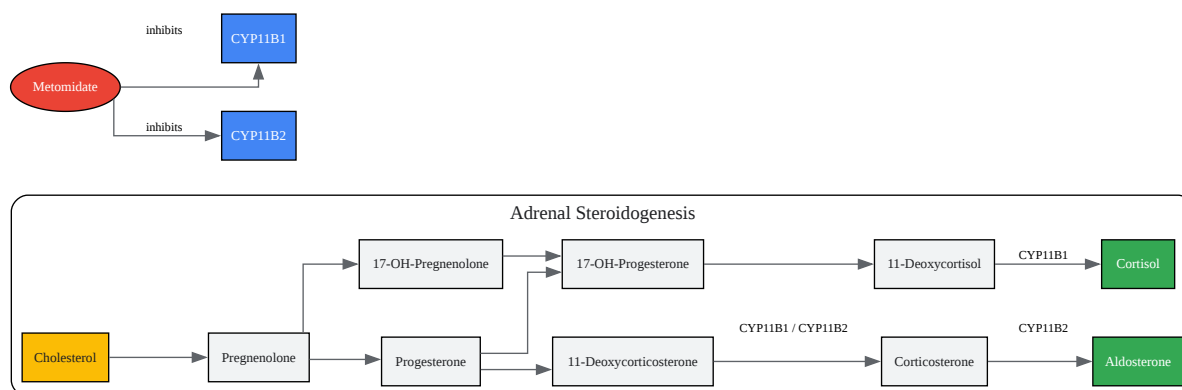 inhibits
CYP11B1
Metomidate
inhibits
CYP11B2
Adrenal Steroidogenesis
17-OH-Pregnenolone
17-OH-Progesterone
11-Deoxycortisol
CYP11B1
Cortisol
CYP11B1 / CYP11B2
CYP11B2
Cholesterol
Pregnenolone
Progesterone
11-Deoxycorticosterone
Corticosterone
Aldosterone